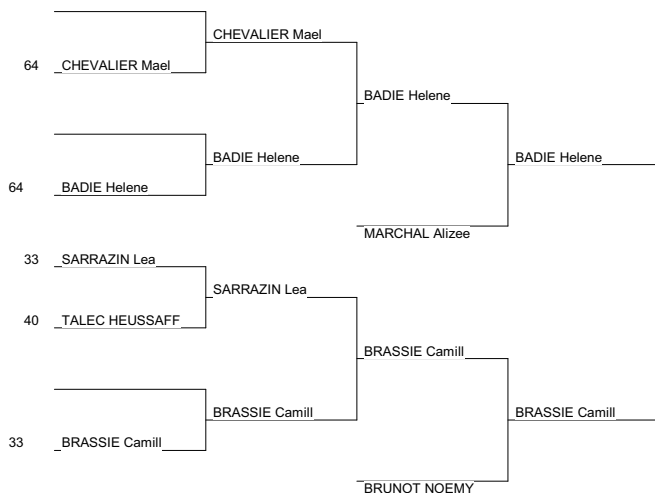 CHEVALIER Mael
64 CHEVALIER Mael
BADIE Helene
BADIE Helene
BADIE Helene
64 BADIE Helene
MARCHAL Alizee
33 SARRAZIN Lea
SARRAZIN Lea
40 TALEC HEUSSAFF
BRASSIE Camill
BRASSIE Camill
BRASSIE Camill
33 BRASSIE Camill
BRUNOT NOEMY